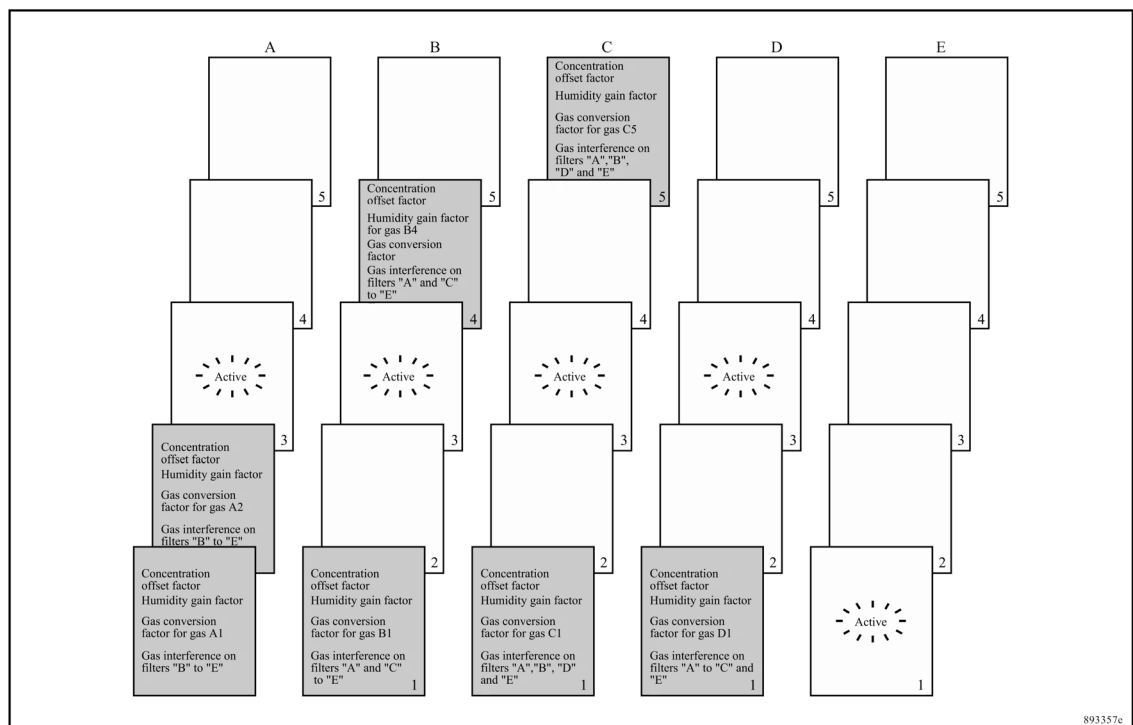 A
B
C
D
E
Concentration
offset factor
Humidity gain factor
Gas conversion
factor for gas C5
Gas interference on
filters "A","B",
"D" and "E"
5
5
5
5
5
Concentration
offset factor
Humidity gain factor
for gas B4
Gas conversion
factor
Gas interference on
filters "A" and "C"
to "E"
4
4
4
4
4
Active
Active
Active
Active
3
3
3
3
3
Concentration
offset factor
Humidity gain factor
Gas conversion
factor for gas A2
Gas interference on
filters "B" to "E"
2
2
2
2
Concentration
offset factor
Humidity gain factor
Gas conversion
factor for gas A1
Gas interference on
filters "B" to "E"
Concentration
offset factor
Humidity gain factor
Gas conversion
factor for gas B1
Gas interference on
filters "A" and "C"
to "E"
1
Concentration
offset factor
Humidity gain factor
Gas conversion
factor for gas C1
Gas interference on
filters "A","B", "D"
and "E"
1
Concentration
offset factor
Humidity gain factor
Gas conversion
factor for gas D1
Gas interference on
filters "A" to "C" and
"E"
1
Active
1
893357e